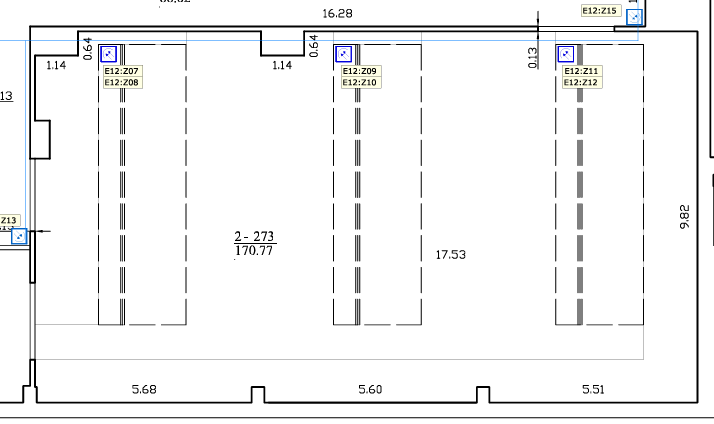 E12:Z15
16.28
0.64
0.64
0.13
1.14
1.14
E12:Z07
E12:Z08
E12:Z09
E12:Z10
E12:Z11
E12:Z12
13
Z13
9.82
2 - 273
170.77
17.53
5.68
5.60
5.51